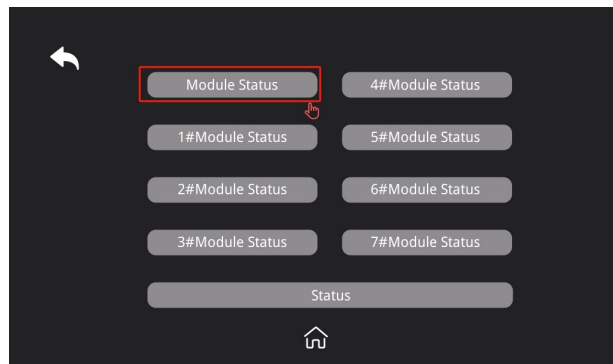 Module Status
4#Module Status
1#Module Status
5#Module Status
2#Module Status
6#Module Status
3#Module Status
7#Module Status
Status